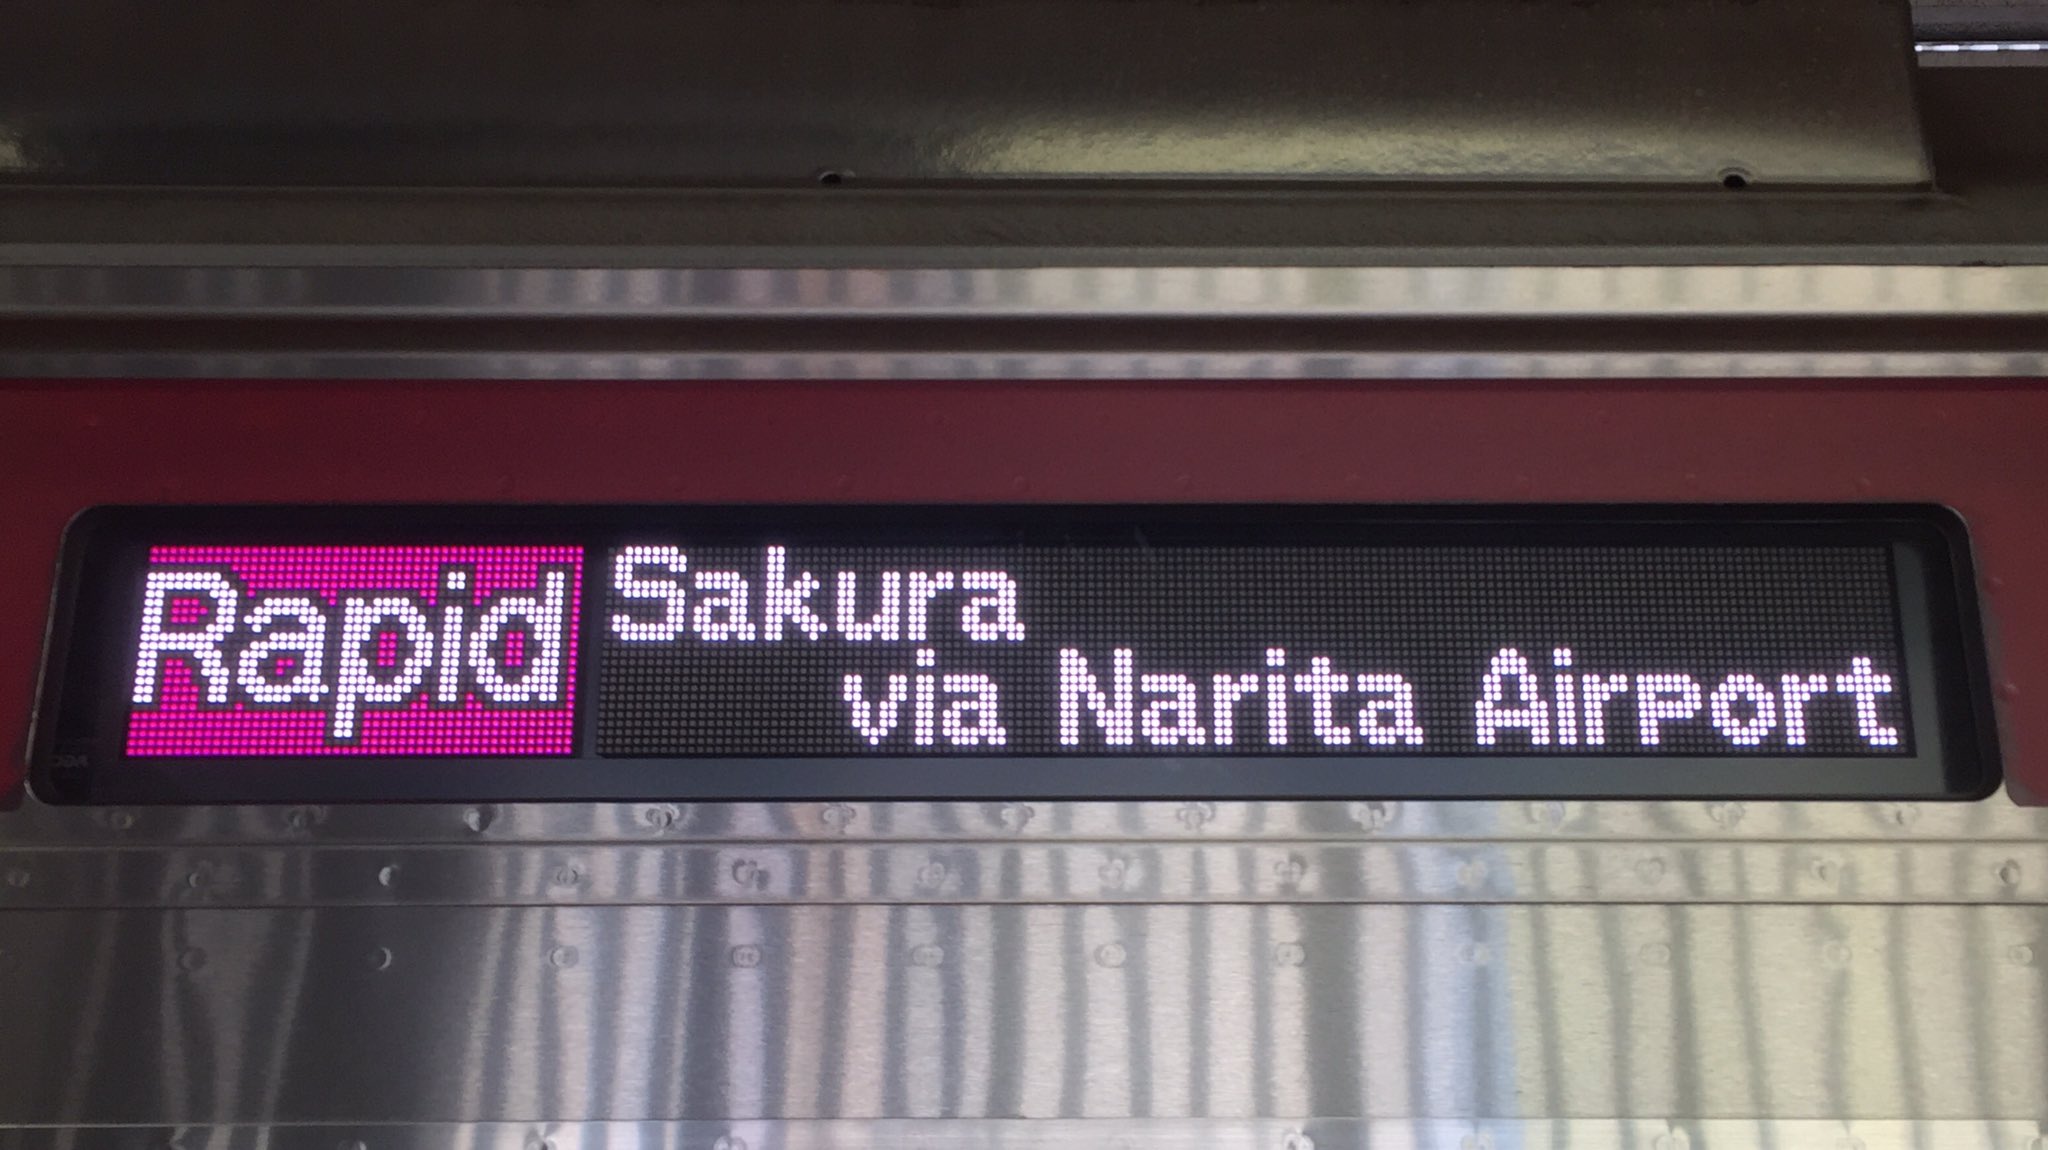 Rapid
Sakura
via Narita Airport